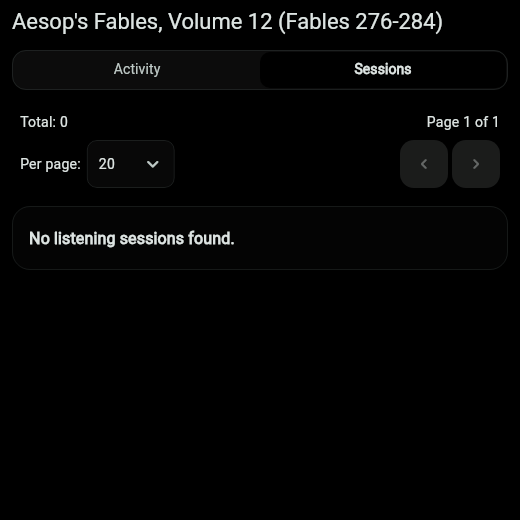 Aesop's Fables, Volume 12 (Fables 276-284)
Activity
Sessions
Total: 0
Page 1 of 1
Per page:
20
No listening sessions found.